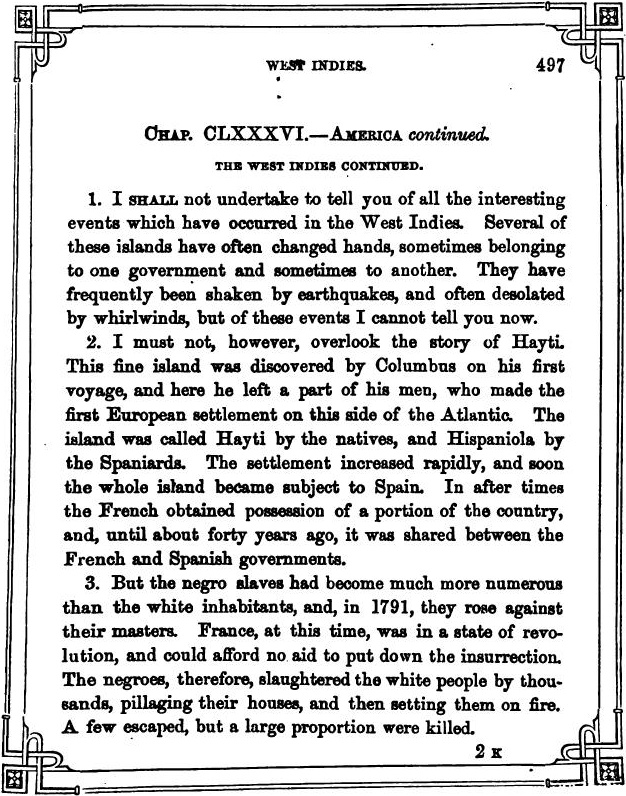 WEST INDIES.
497
CHAP. CLXXXVI.—AMERICA continued.
THE WEST INDIES CONTINUED.
1. I SHALL not undertake to tell you of all the interesting
events which have occurred in the West Indies. Several of
these islands have often changed hands, sometimes belonging
to one government and sometimes to another. They have
frequently been shaken by earthquakes, and often desolated
by whirlwinds, but of these events I cannot tell you now.
2. I must not, however, overlook the story of Hayti.
This fine island was discovered by Columbus on his first
voyage, and here he left a part of his men, who made the
first European settlement on this side of the Atlantic. The
island was called Hayti by the natives, and Hispaniola by
the Spaniards. The settlement increased rapidly, and soon
the whole island became subject to Spain. In after times
the French obtained possession of a portion of the country,
and, until about forty years ago, it was shared between the
French and Spanish governments.
3. But the negro slaves had become much more numerous
than the white inhabitants, and, in 1791, they rose against
their masters. France, at this time, was in a state of revo-
lution, and could afford no aid to put down the insurrection.
The negroes, therefore, slaughtered the white people by thou-
sands, pillaging their houses, and then setting them on fire.
A few escaped, but a large proportion were killed.
2 K